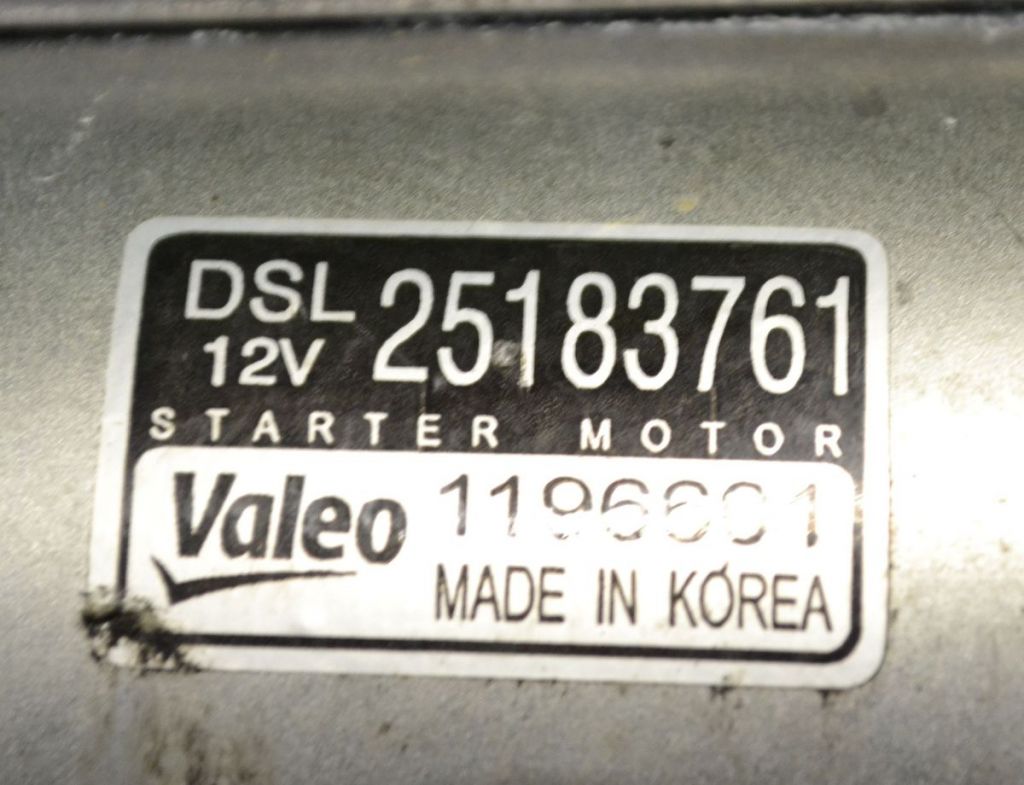 DSL 25183761
12V
STARTER MOTOR
Valeo
MADE IN KOREA